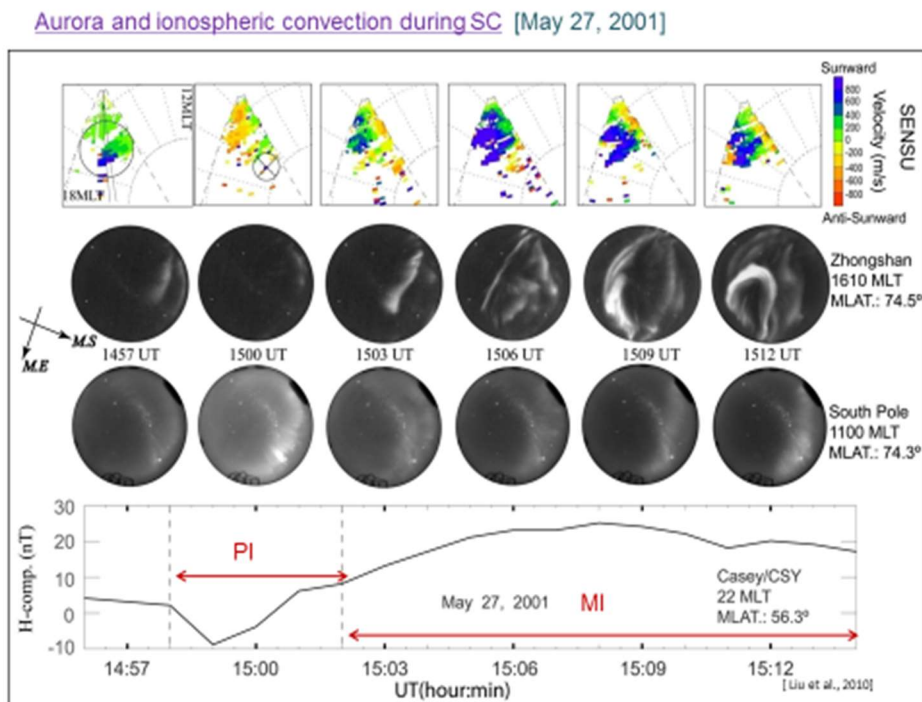 Aurora and ionospheric convection during SC [May 27, 2001]
Sunward
12MLT
18MLT
800
600
400
200
0
-200
-400
-600
-800
Velocity (m/s)
SENSU
Anti-Sunward
Zhongshan
1610 MLT
MLAT.: 74.5º
M.S
M.E
1457 UT 1500 UT 1503 UT 1506 UT 1509 UT 1512 UT
South Pole
1100 MLT
MLAT.: 74.3º
30
20
10
0
-10
H-comp. (nT)
PI
May 27, 2001
MI
Casey/CSY
22 MLT
MLAT.: 56.3º
14:57 15:00 15:03 15:06 15:09 15:12
UT(hour:min)
[ Liu et al., 2010]